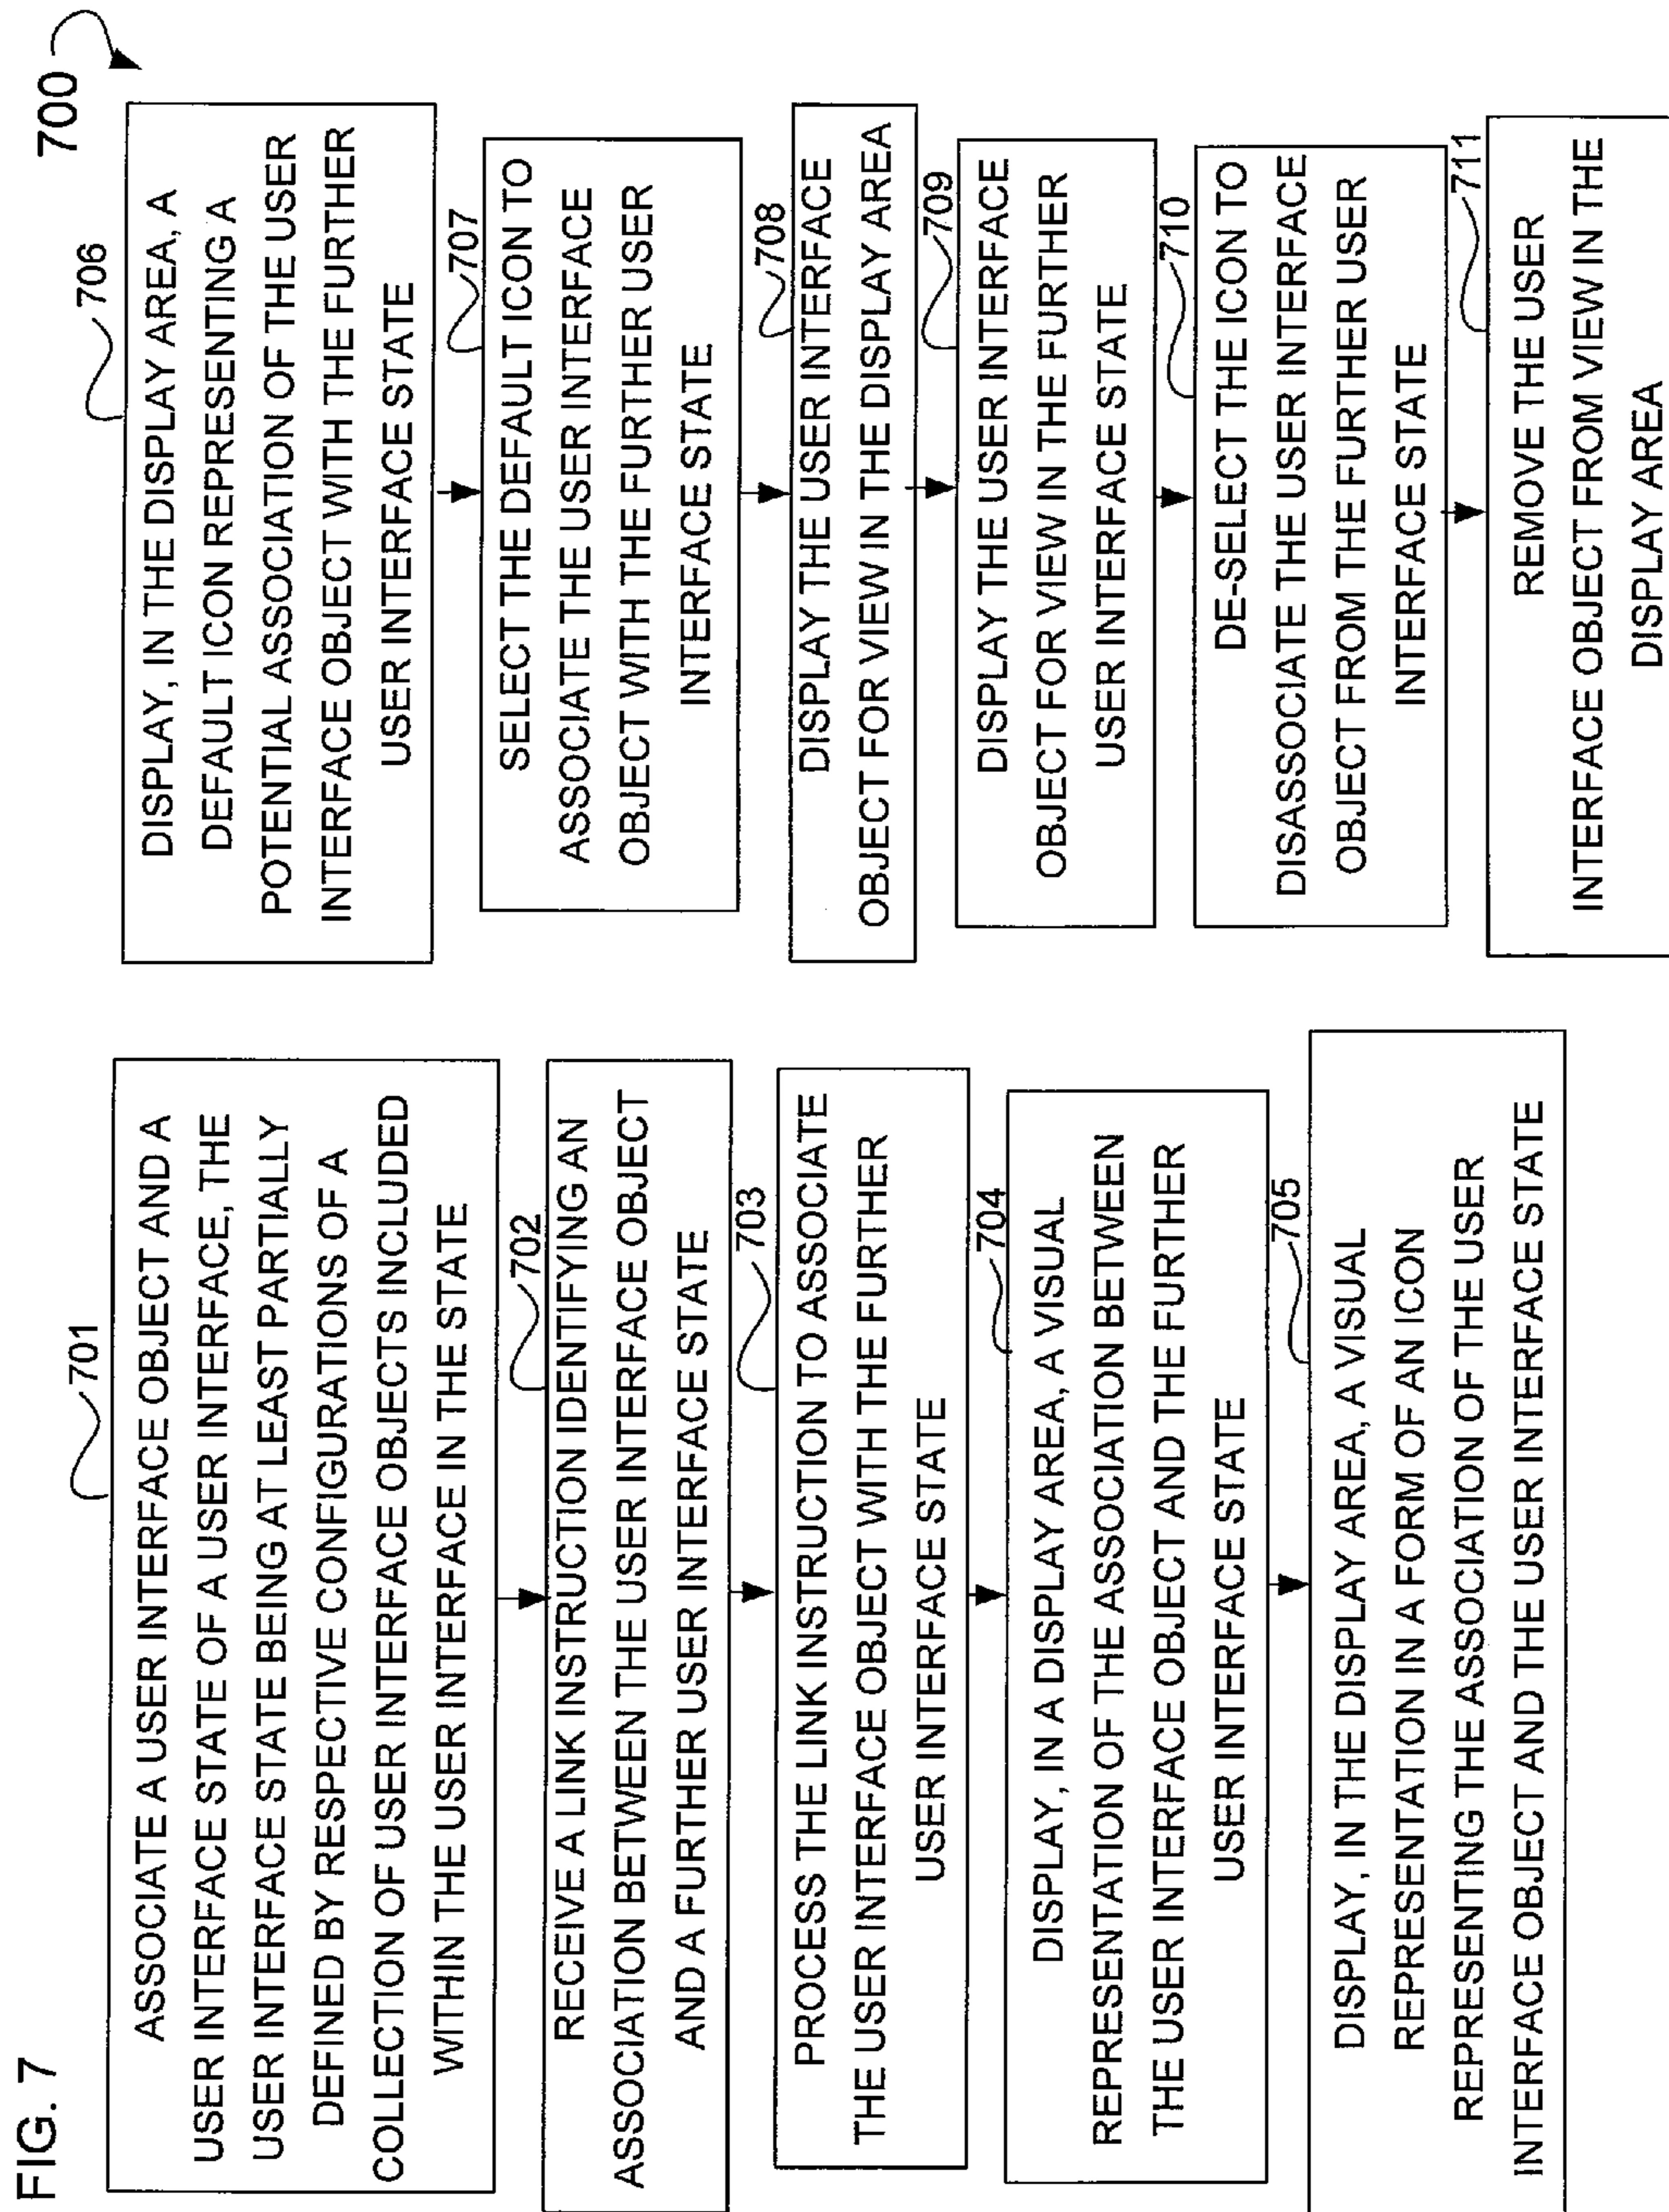 FIG. 7
700
701
ASSOCIATE A USER INTERFACE OBJECT AND A
USER INTERFACE STATE OF A USER INTERFACE, THE
USER INTERFACE STATE BEING AT LEAST PARTIALLY
DEFINED BY RESPECTIVE CONFIGURATIONS OF A
COLLECTION OF USER INTERFACE OBJECTS INCLUDED
WITHIN THE USER INTERFACE IN THE STATE
702
RECEIVE A LINK INSTRUCTION IDENTIFYING AN
ASSOCIATION BETWEEN THE USER INTERFACE OBJECT
AND A FURTHER USER INTERFACE STATE
703
PROCESS THE LINK INSTRUCTION TO ASSOCIATE
THE USER INTERFACE OBJECT WITH THE FURTHER
USER INTERFACE STATE
704
DISPLAY, IN A DISPLAY AREA, A VISUAL
REPRESENTATION OF THE ASSOCIATION BETWEEN
THE USER INTERFACE OBJECT AND THE FURTHER
USER INTERFACE STATE
705
DISPLAY, IN THE DISPLAY AREA, A VISUAL
REPRESENTATION IN A FORM OF AN ICON
REPRESENTING THE ASSOCIATION OF THE USER
INTERFACE OBJECT AND THE USER INTERFACE STATE
706
DISPLAY, IN THE DISPLAY AREA, A
DEFAULT ICON REPRESENTING A
POTENTIAL ASSOCIATION OF THE USER
INTERFACE OBJECT WITH THE FURTHER
USER INTERFACE STATE
707
SELECT THE DEFAULT ICON TO
ASSOCIATE THE USER INTERFACE
OBJECT WITH THE FURTHER USER
INTERFACE STATE
708
DISPLAY THE USER INTERFACE
OBJECT FOR VIEW IN THE DISPLAY AREA
709
DISPLAY THE USER INTERFACE
OBJECT FOR VIEW IN THE FURTHER
USER INTERFACE STATE
710
DE-SELECT THE ICON TO
DISASSOCIATE THE USER INTERFACE
OBJECT FROM THE FURTHER USER
INTERFACE STATE
711
REMOVE THE USER
INTERFACE OBJECT FROM VIEW IN THE
DISPLAY AREA